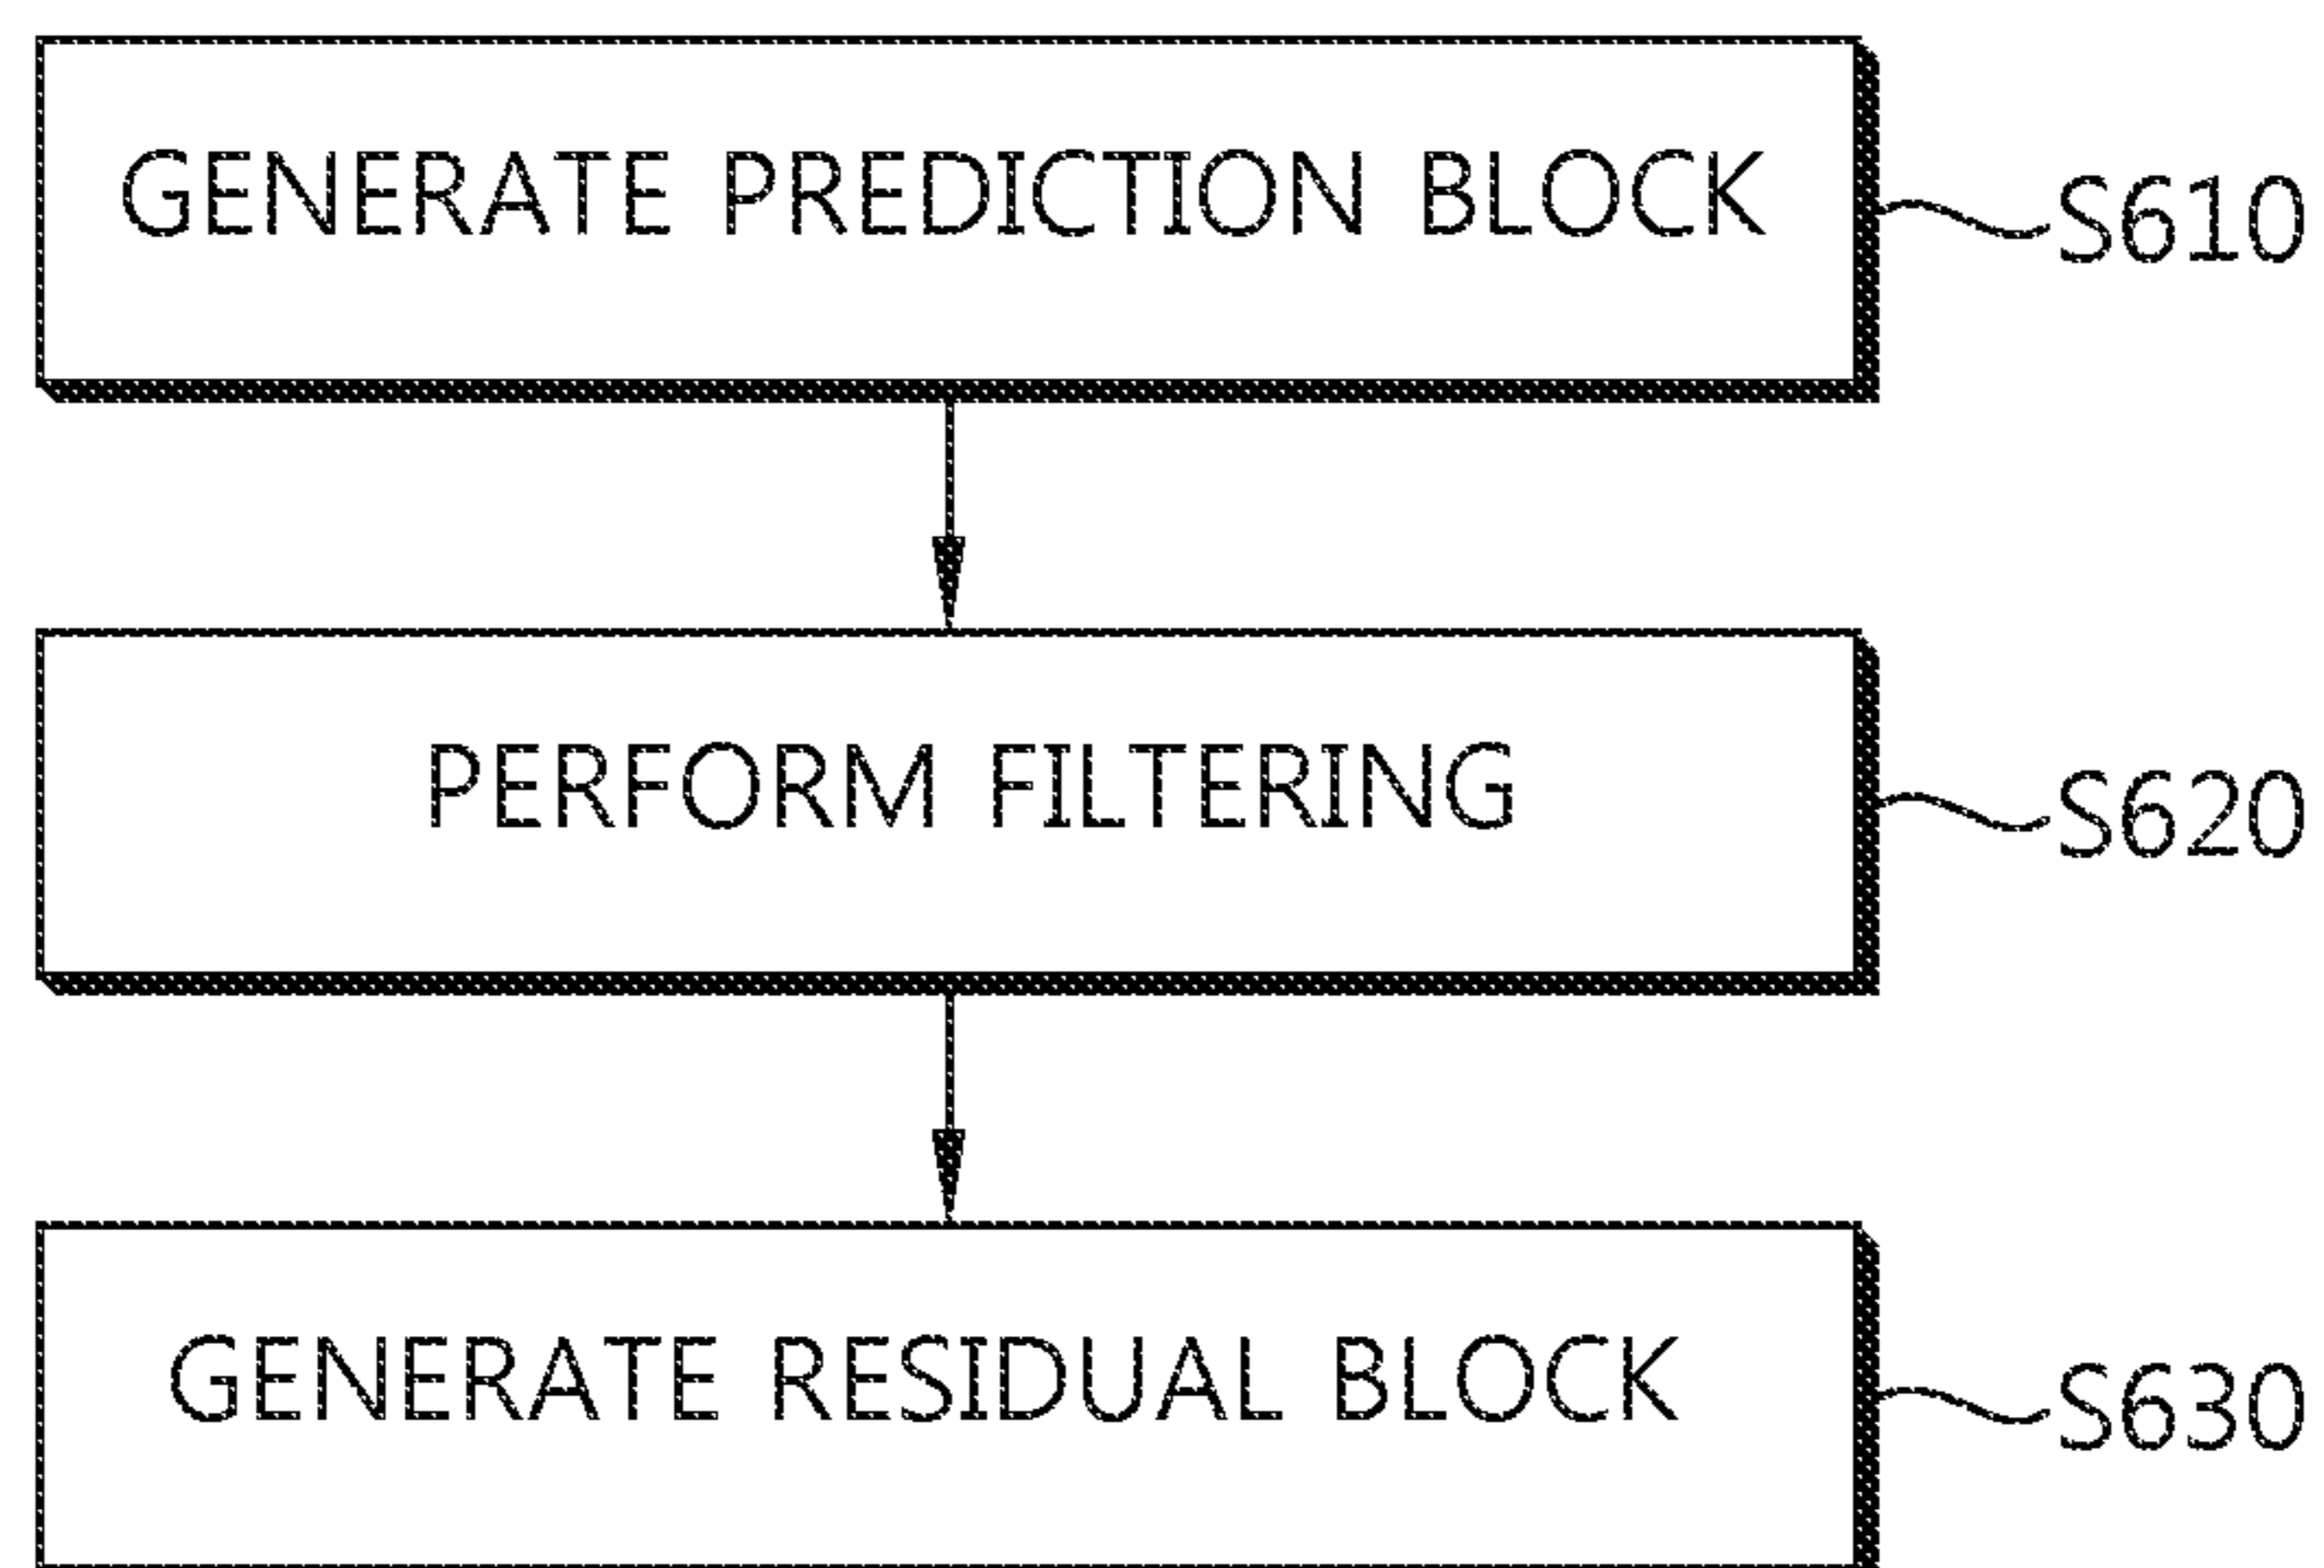 GENERATE PREDICTION BLOCK
S610
PERFORM FILTERING
S620
GENERATE RESIDUAL BLOCK
S630